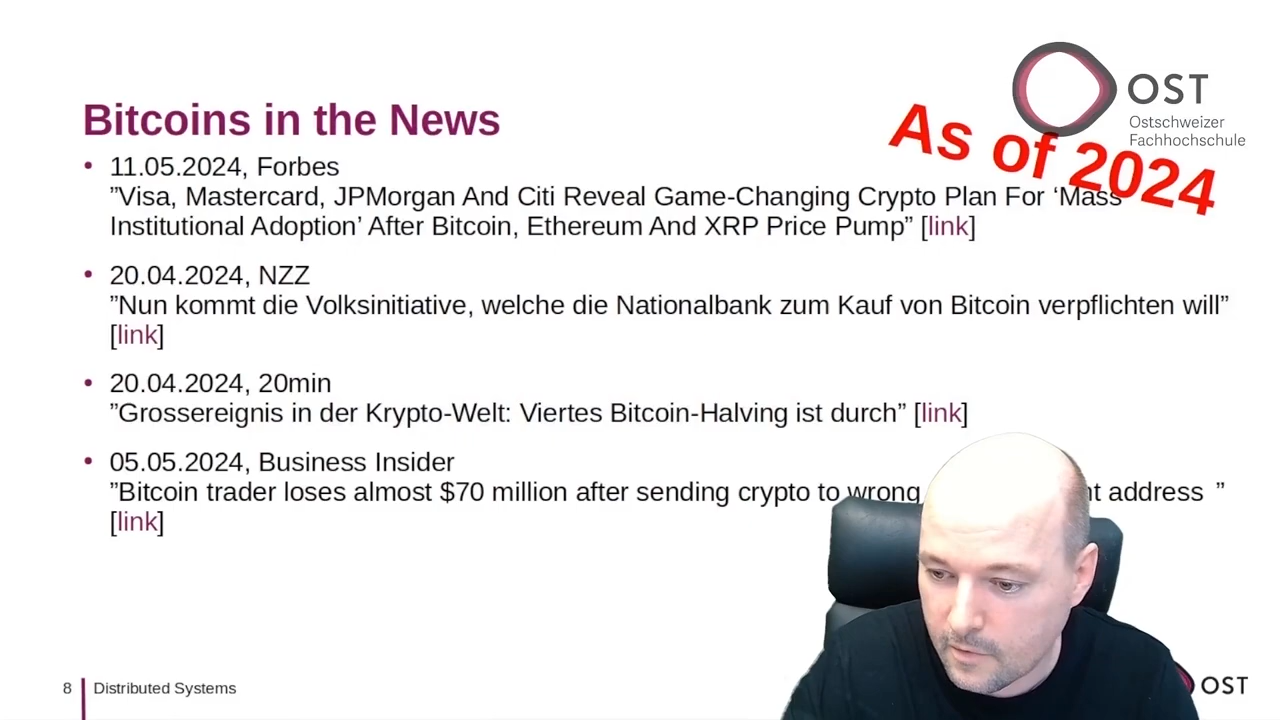 OST
Ostschweizer
Fachhochschule
Bitcoins in the News
As of 2024
• 11.05.2024, Forbes
”Visa, Mastercard, JPMorgan And Citi Reveal Game-Changing Crypto Plan For ‘Mass
Institutional Adoption’ After Bitcoin, Ethereum And XRP Price Pump” [link]
• 20.04.2024, NZZ
”Nun kommt die Volksinitiative, welche die Nationalbank zum Kauf von Bitcoin verpflichten will”
[link]
• 20.04.2024, 20min
”Grossereignis in der Krypto-Welt: Viertes Bitcoin-Halving ist durch” [link]
• 05.05.2024, Business Insider
”Bitcoin trader loses almost $70 million after sending crypto to wrong address ”
[link]
8 Distributed Systems
OST